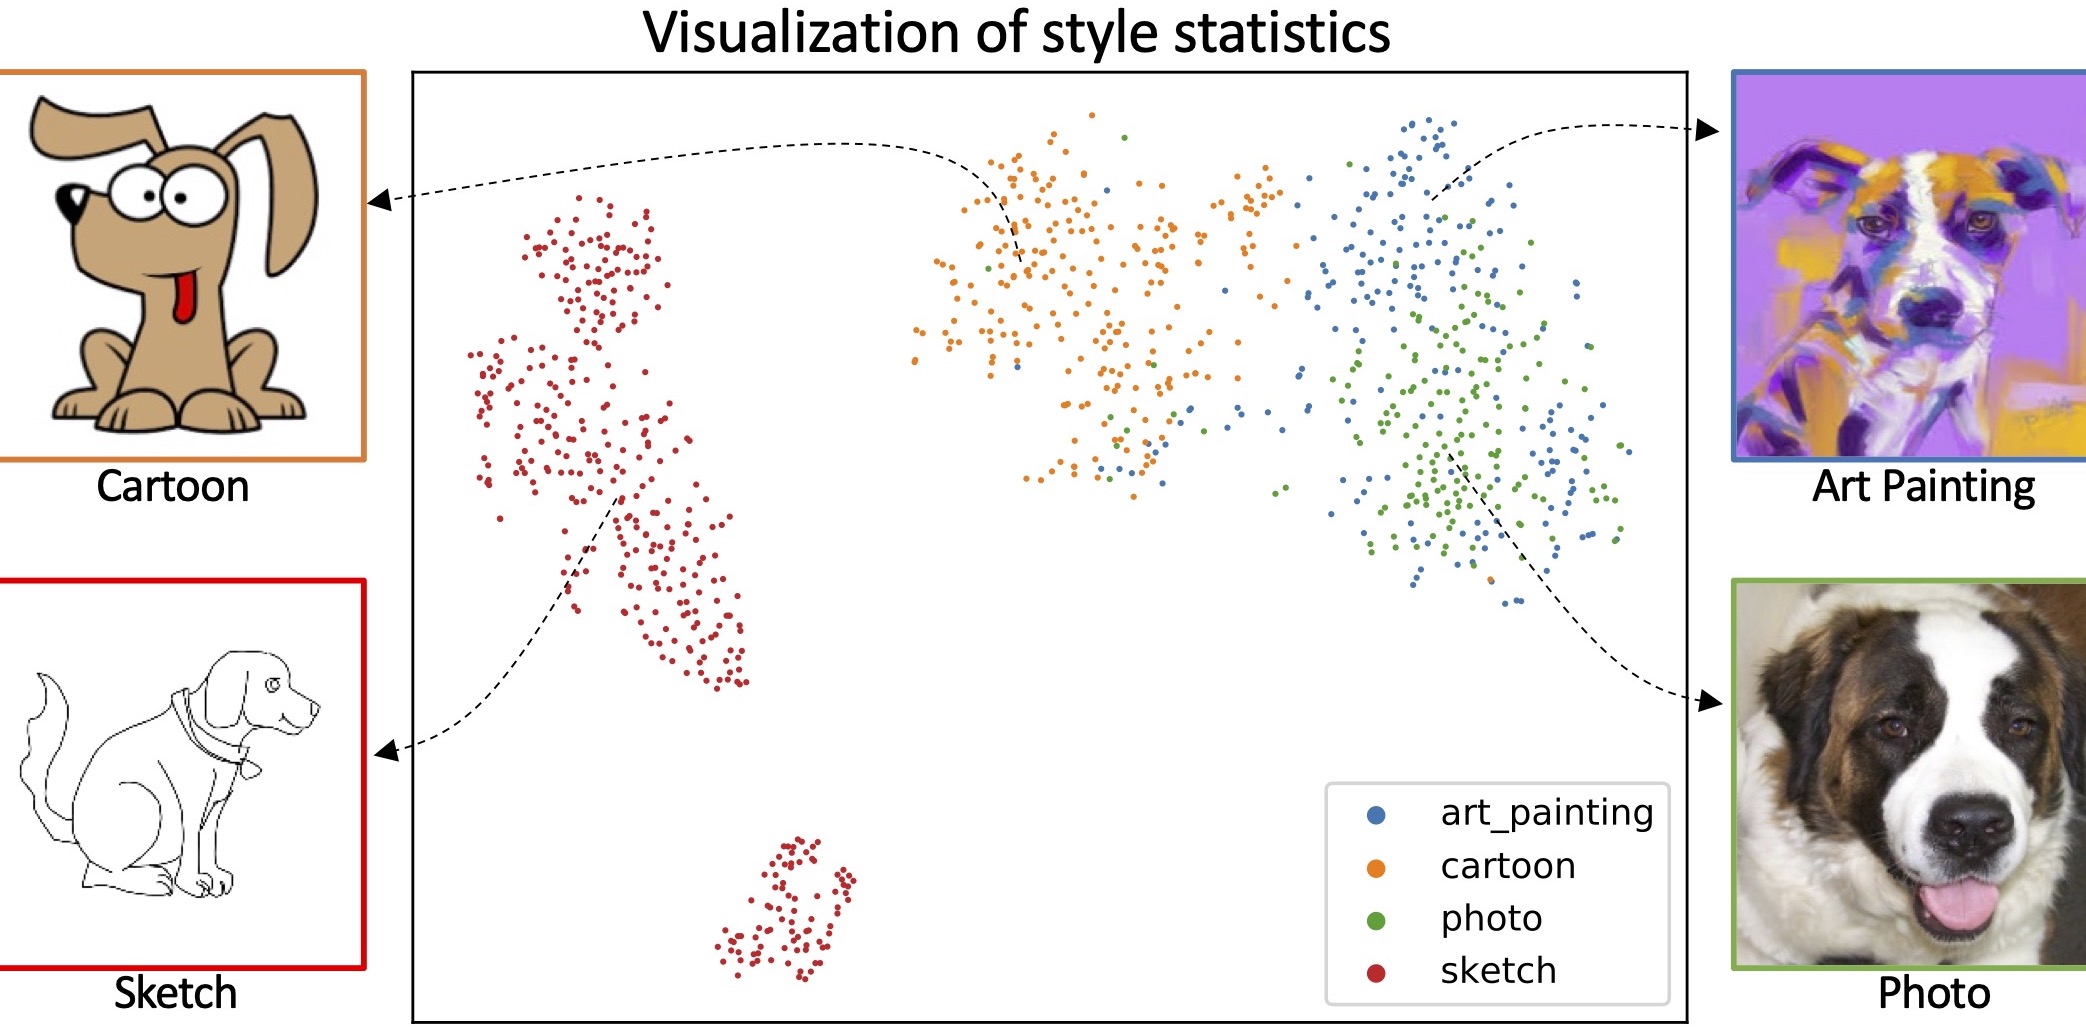 Visualization of style statistics
Cartoon
Art Painting
art_painting
cartoon
photo
sketch
Sketch
Photo